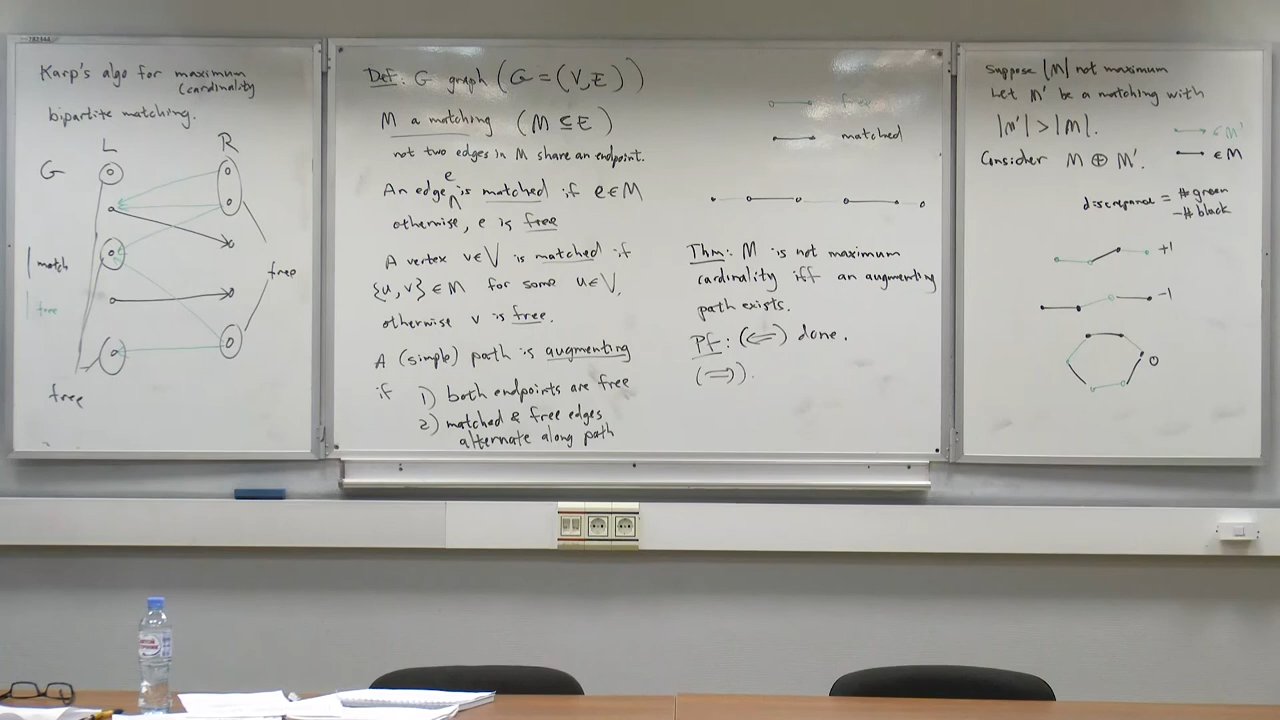 Karp's algo for maximum
(cardinality
bipartite matching.
L R
G
match
free
free
free
Def: G graph (G = (V,E))
M a matching (M ⊆ E)
not two edges in M share an endpoint.
An edge e is matched if e ∈ M
otherwise, e is free
A vertex v ∈ V is matched if
{u, v} ∈ M for some u ∈ V,
otherwise v is free.
A (simple) path is augmenting
if 1) both endpoints are free
2) matched & free edges
alternate along path
free
matched
Thm: M is not maximum
cardinality iff an augmenting
path exists.
Pf: (⇐) done.
(⇒).
Suppose |M| not maximum
Let M' be a matching with
|M'| > |M|.
Consider M ⊕ M'.
∈ M'
∈ M
discrepancy = # green
- # black
+1
-1
0